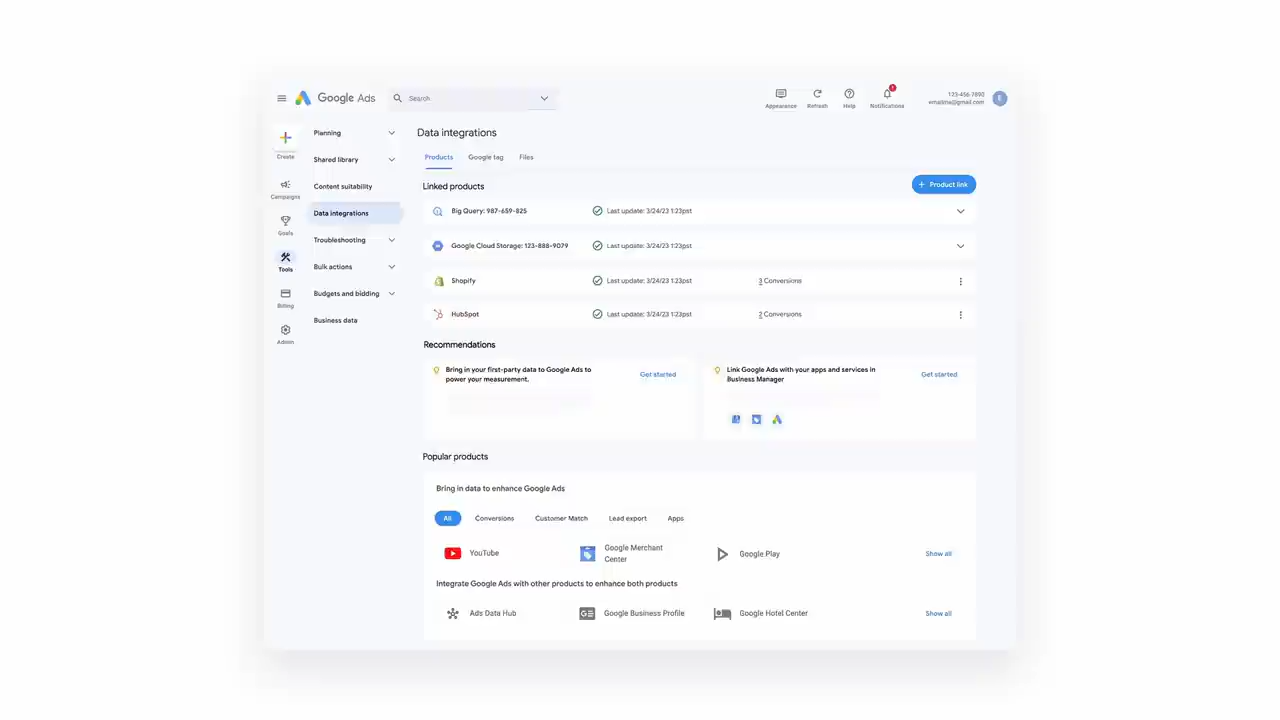 Google Ads
Search
Appearance
Refresh
Help
Notifications
123-456-7890
emailme@gmail.com
E
Create
Campaigns
Goals
Tools
Billing
Admin
Planning
Shared library
Content suitability
Data integrations
Troubleshooting
Bulk actions
Budgets and bidding
Business data
Data integrations
Products Google tag Files
Linked products
+ Product link
Big Query: 987-659-825 Last update: 3/24/23 1:23pst
Google Cloud Storage: 123-888-9079 Last update: 3/24/23 1:23pst
Shopify Last update: 3/24/23 1:23pst 3 Conversions
HubSpot Last update: 3/24/23 1:23pst 2 Conversions
Recommendations
Bring in your first-party data to Google Ads to
power your measurement.
Get started
Link Google Ads with your apps and services in
Business Manager
Get started
Popular products
Bring in data to enhance Google Ads
All Conversions Customer Match Lead export Apps
YouTube
Google Merchant
Center
Google Play
Show all
Integrate Google Ads with other products to enhance both products
Ads Data Hub Google Business Profile Google Hotel Center Show all